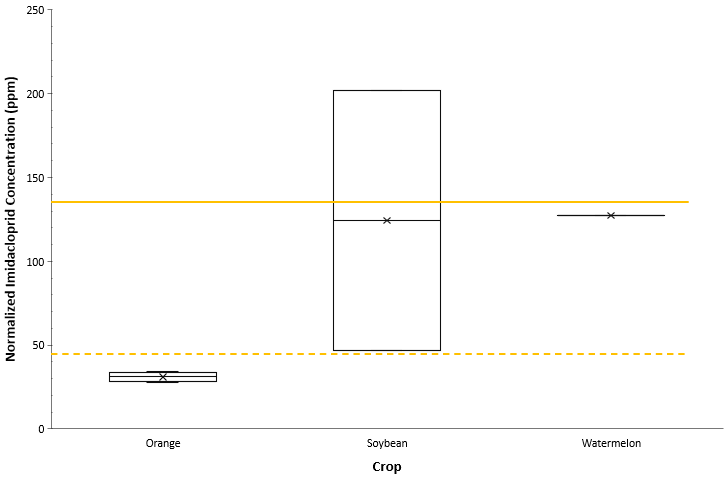 250
200
150
100
50
0
Normalized Imidacloprid Concentration (ppm)
Orange
Soybean
Watermelon
Crop